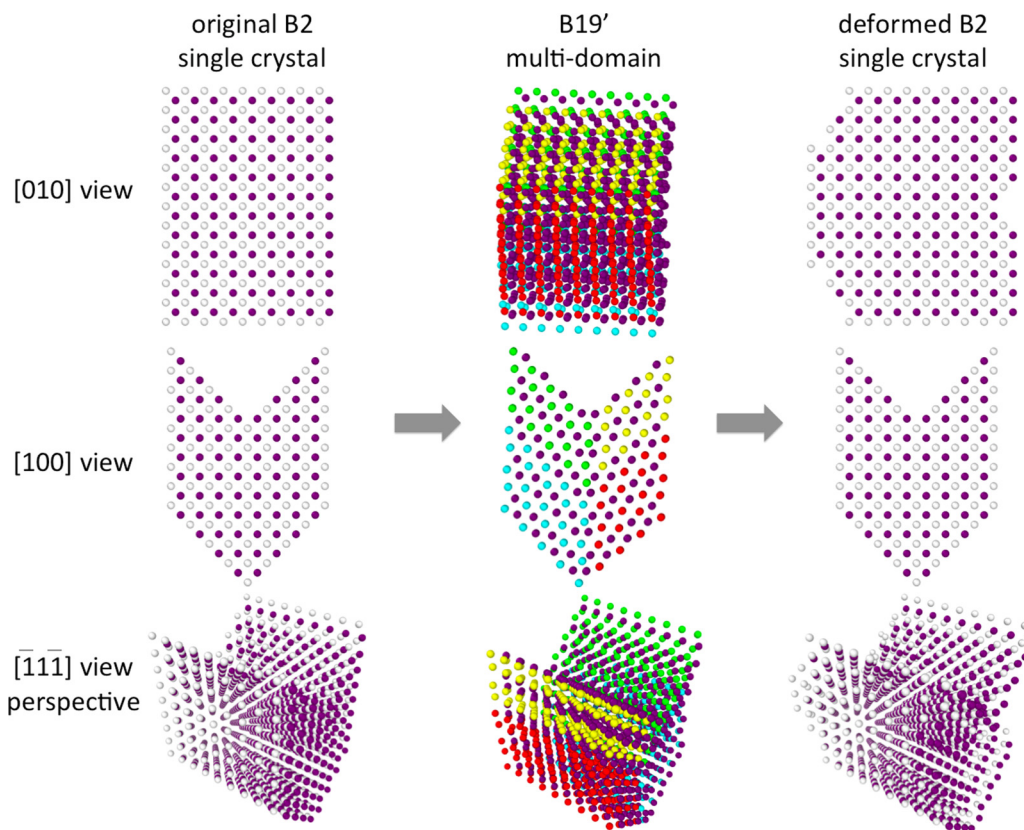 original B2
single crystal
B19'
multi-domain
deformed B2
single crystal
[010] view
[100] view
[1̅11̅] view
perspective